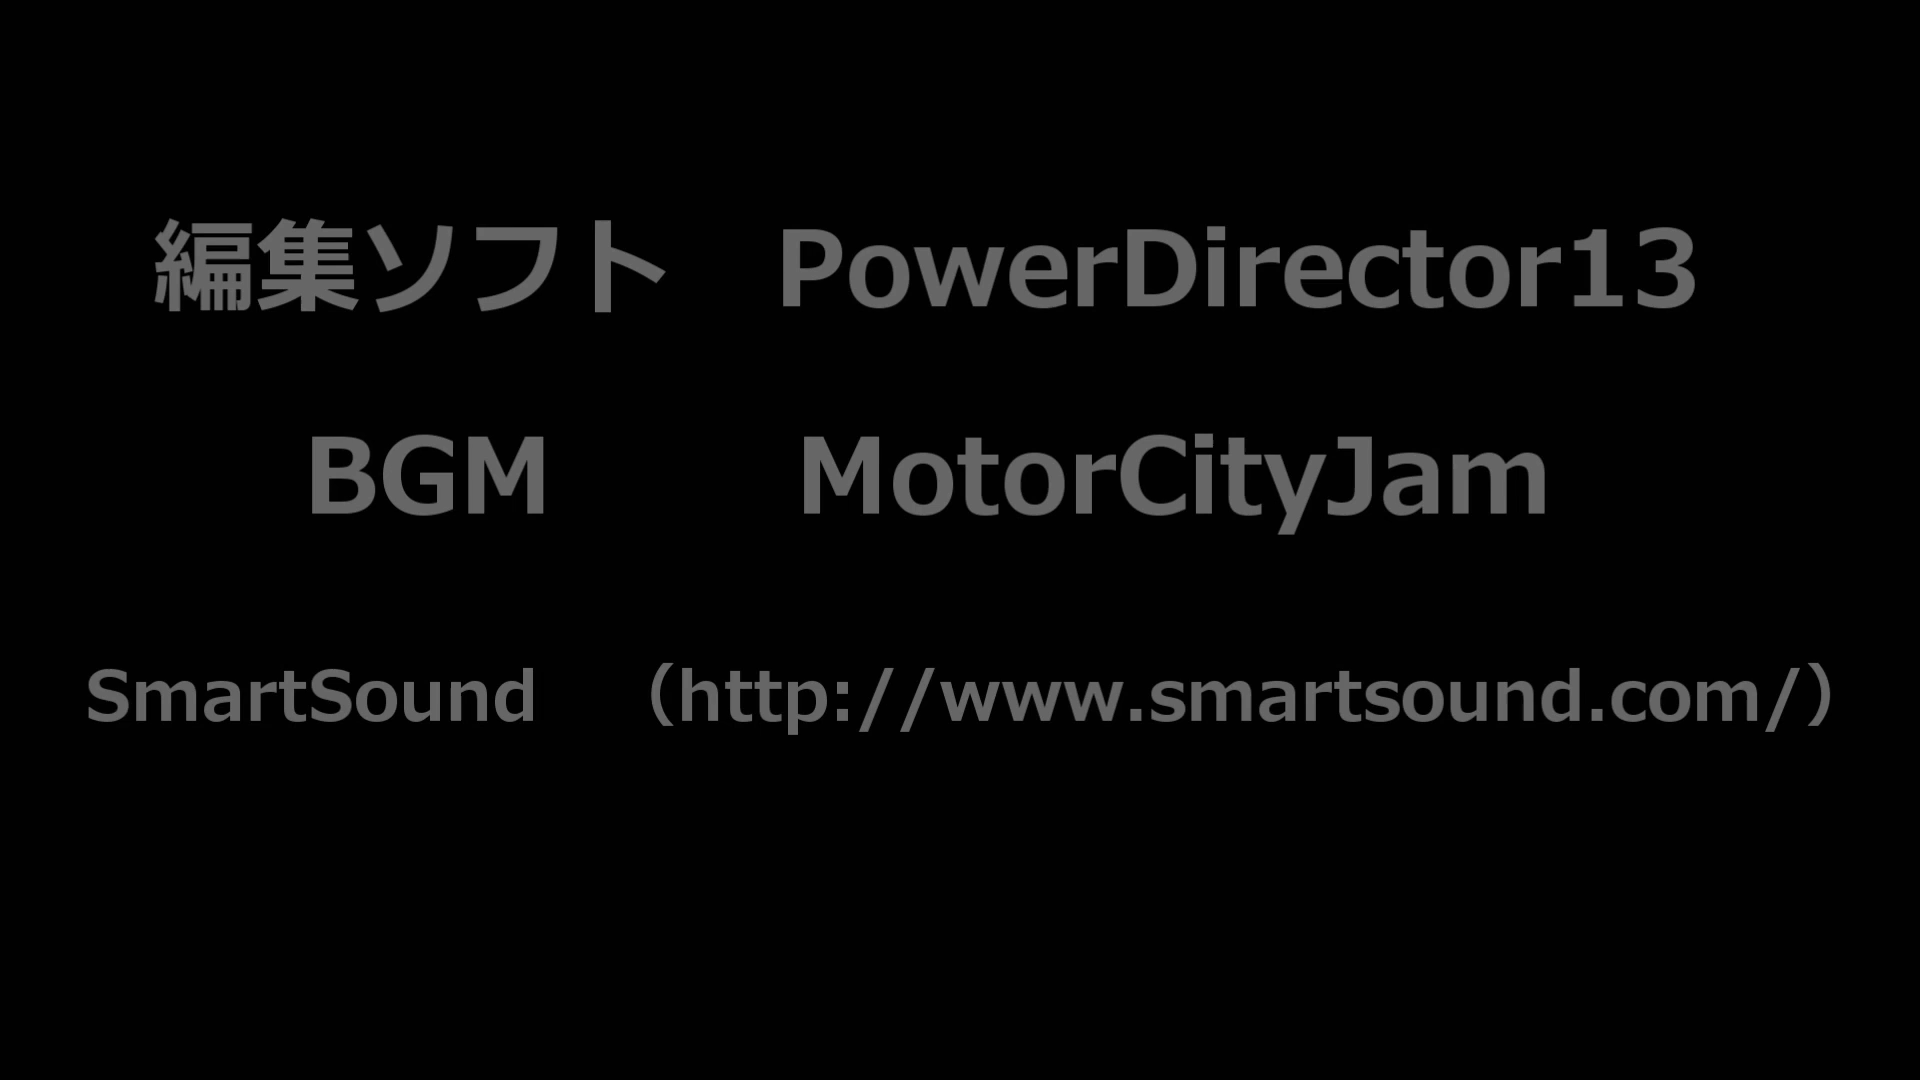 編集ソフト　PowerDirector13
BGM　　MotorCityJam
SmartSound　（http://www.smartsound.com/）